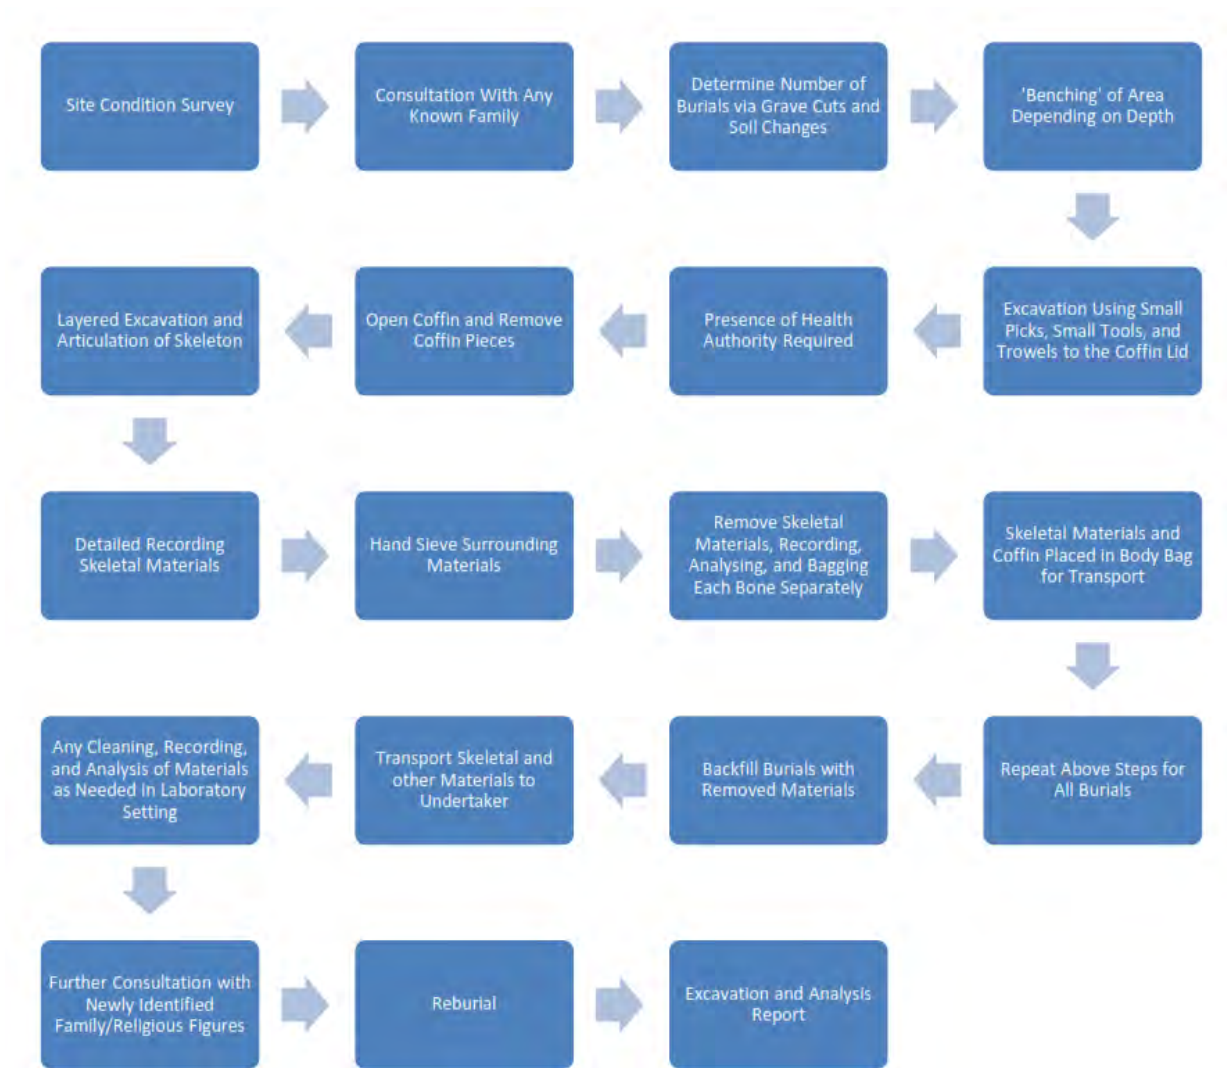 Site Condition Survey
Consultation With Any
Known Family
Determine Number of
Burials via Grave Cuts and
Soil Changes
'Benching' of Area
Depending on Depth
Excavation Using Small
Picks, Small Tools, and
Trowels to the Coffin Lid
Presence of Health
Authority Required
Open Coffin and Remove
Coffin Pieces
Layered Excavation and
Articulation of Skeleton
Detailed Recording
Skeletal Materials
Hand Sieve Surrounding
Materials
Remove Skeletal
Materials, Recording,
Analysing, and Bagging
Each Bone Separately
Skeletal Materials and
Coffin Placed in Body Bag
for Transport
Repeat Above Steps for
All Burials
Backfill Burials with
Removed Materials
Transport Skeletal and
other Materials to
Undertaker
Any Cleaning, Recording,
and Analysis of Materials
as Needed in Laboratory
Setting
Further Consultation with
Newly Identified
Family/Religious Figures
Reburial
Excavation and Analysis
Report